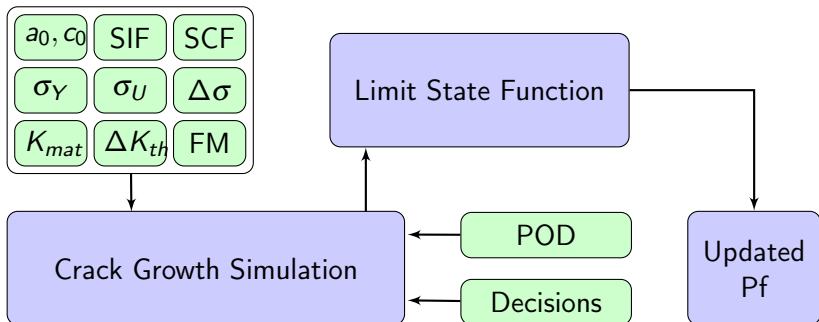 a₀, c₀ SIF SCF
σ_Y σ_U Δσ
K_mat ΔK_th FM
Limit State Function
Crack Growth Simulation
POD
Decisions
Updated
Pf